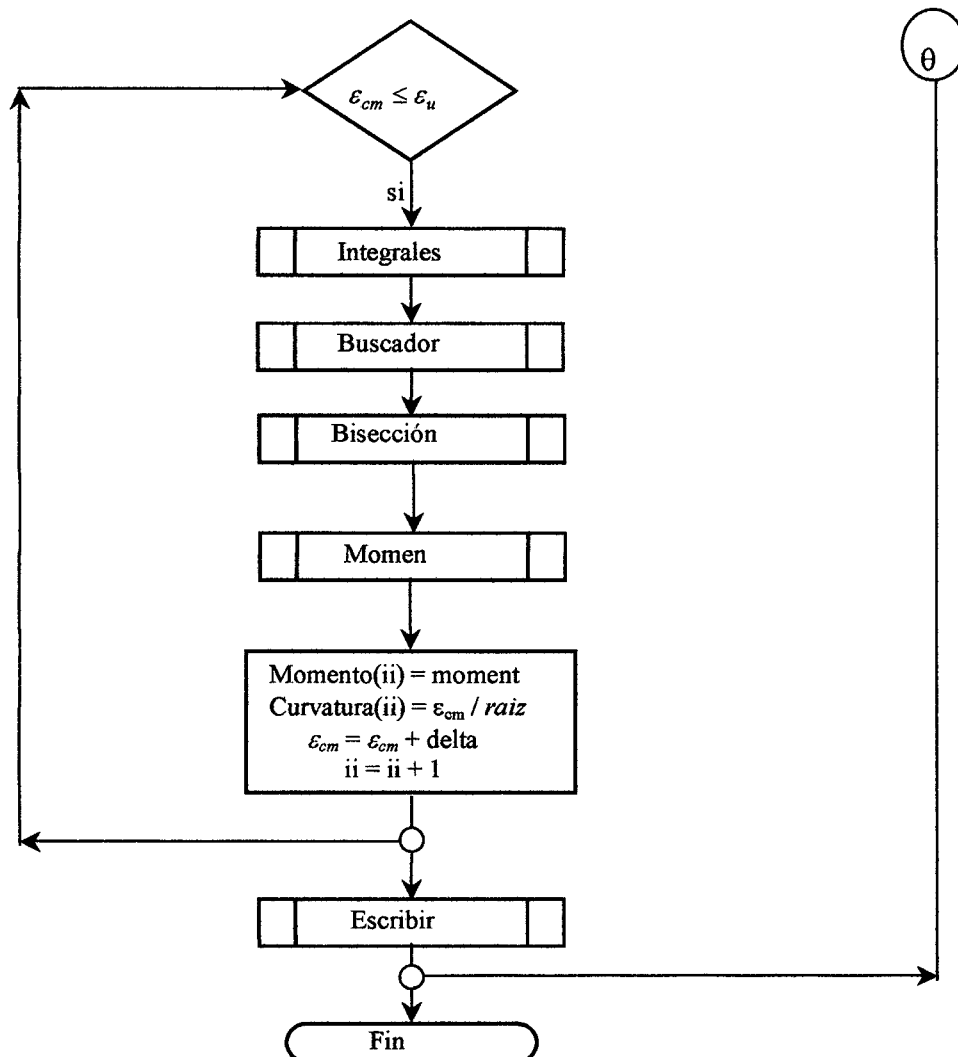 θ
ε_cm ≤ ε_u
si
Integrales
Buscador
Bisección
Momen
Momento(ii) = moment
Curvatura(ii) = ε_cm / raiz
ε_cm = ε_cm + delta
ii = ii + 1
Escribir
Fin